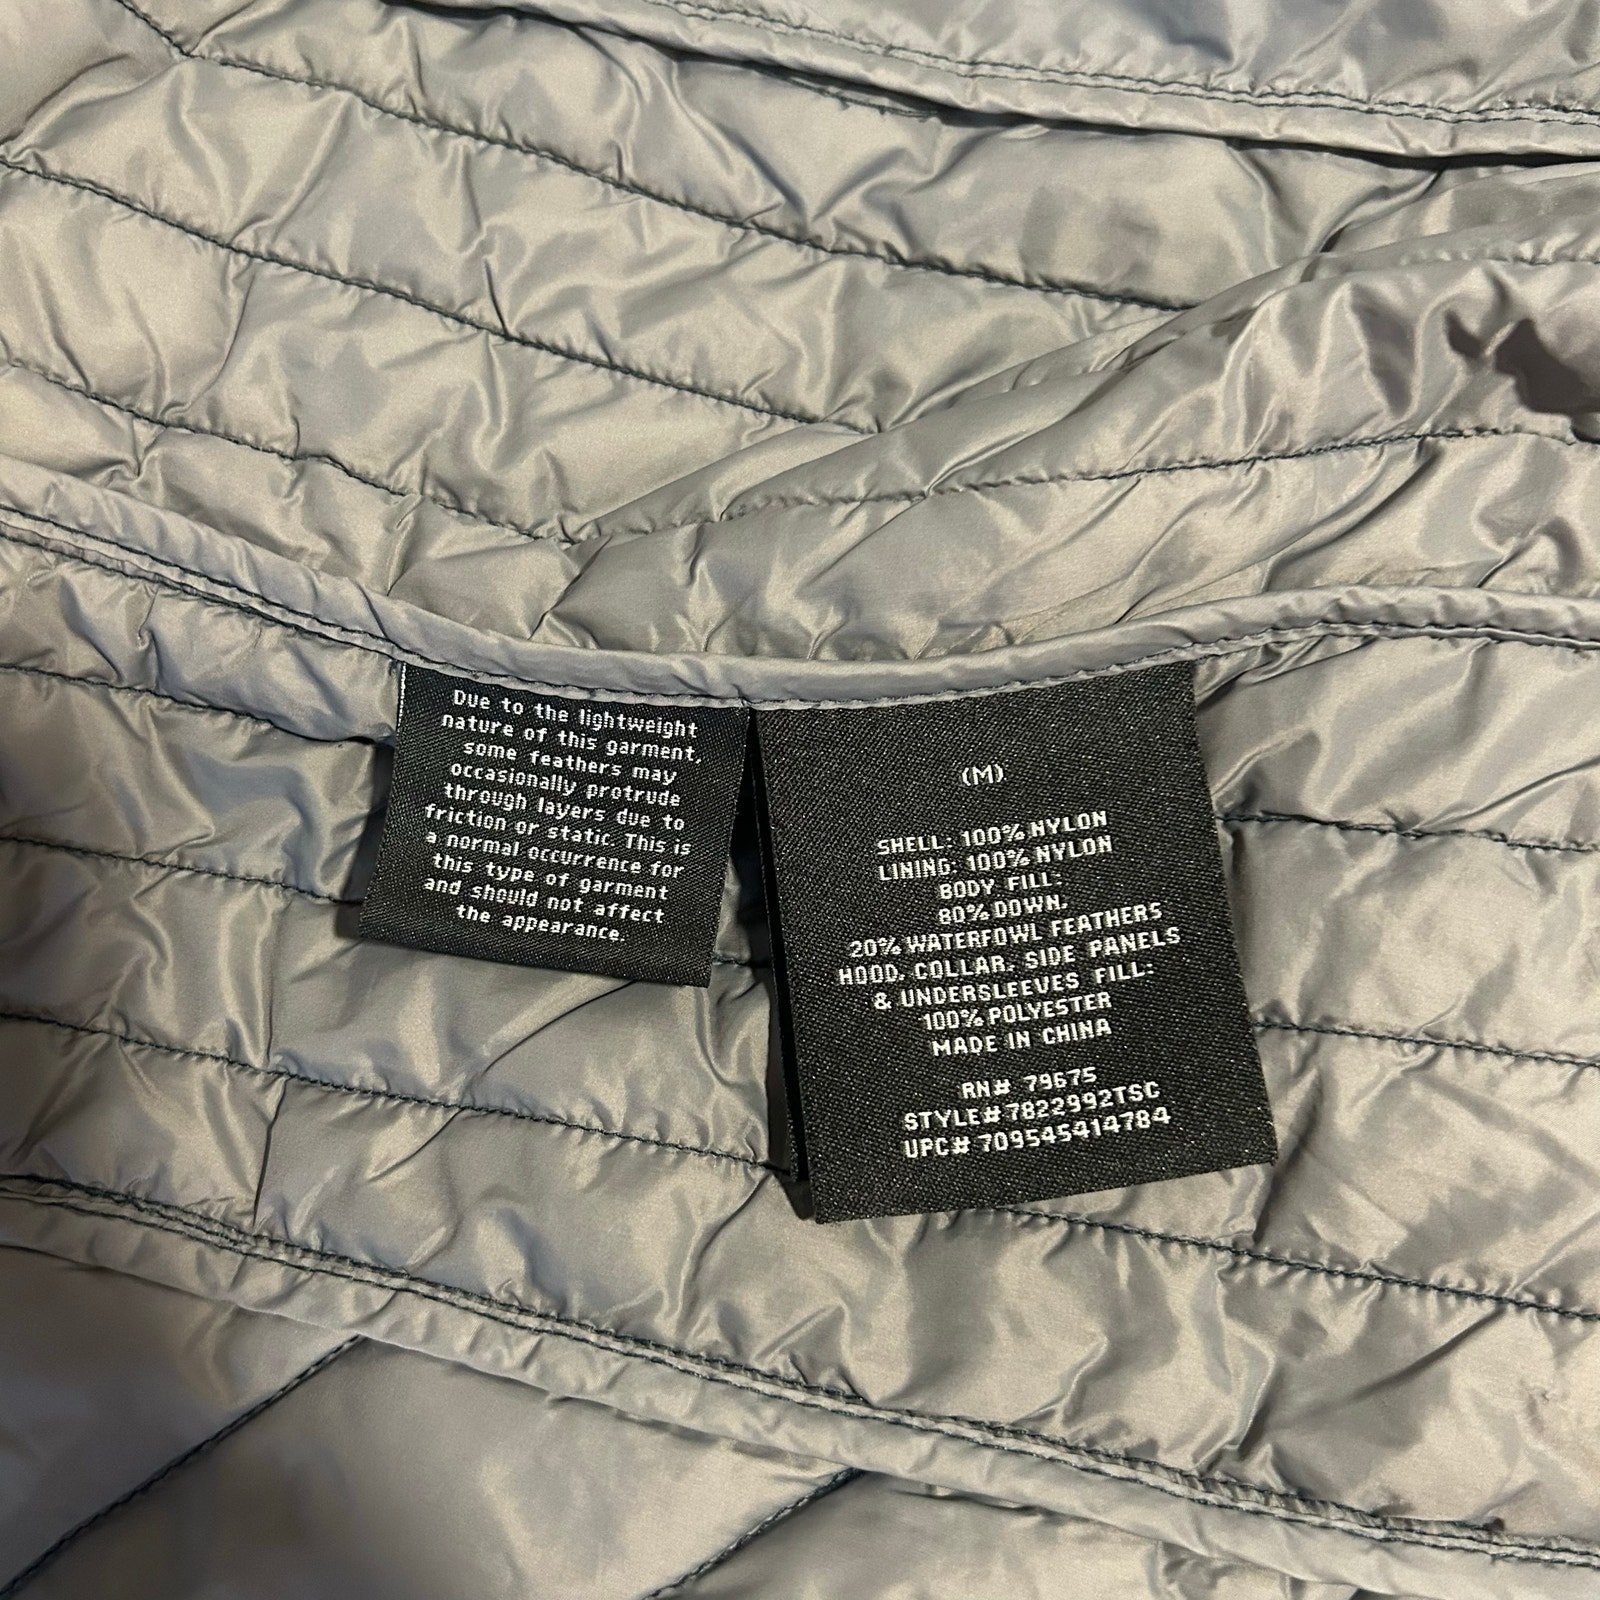 Due to the lightweight
nature of this garment,
some feathers may
occasionally protrude
through layers due to
friction or static. This is
a normal occurrence for
this type of garment
and should not affect
the appearance.
(M)
SHELL: 100% NYLON
LINING: 100% NYLON
BODY FILL:
80% DOWN,
20% WATERFOWL FEATHERS
HOOD, COLLAR, SIDE PANELS
& UNDERSLEEVES FILL:
100% POLYESTER
MADE IN CHINA
RN# 79675
STYLE# 7822992TSC
UPC# 709545414784